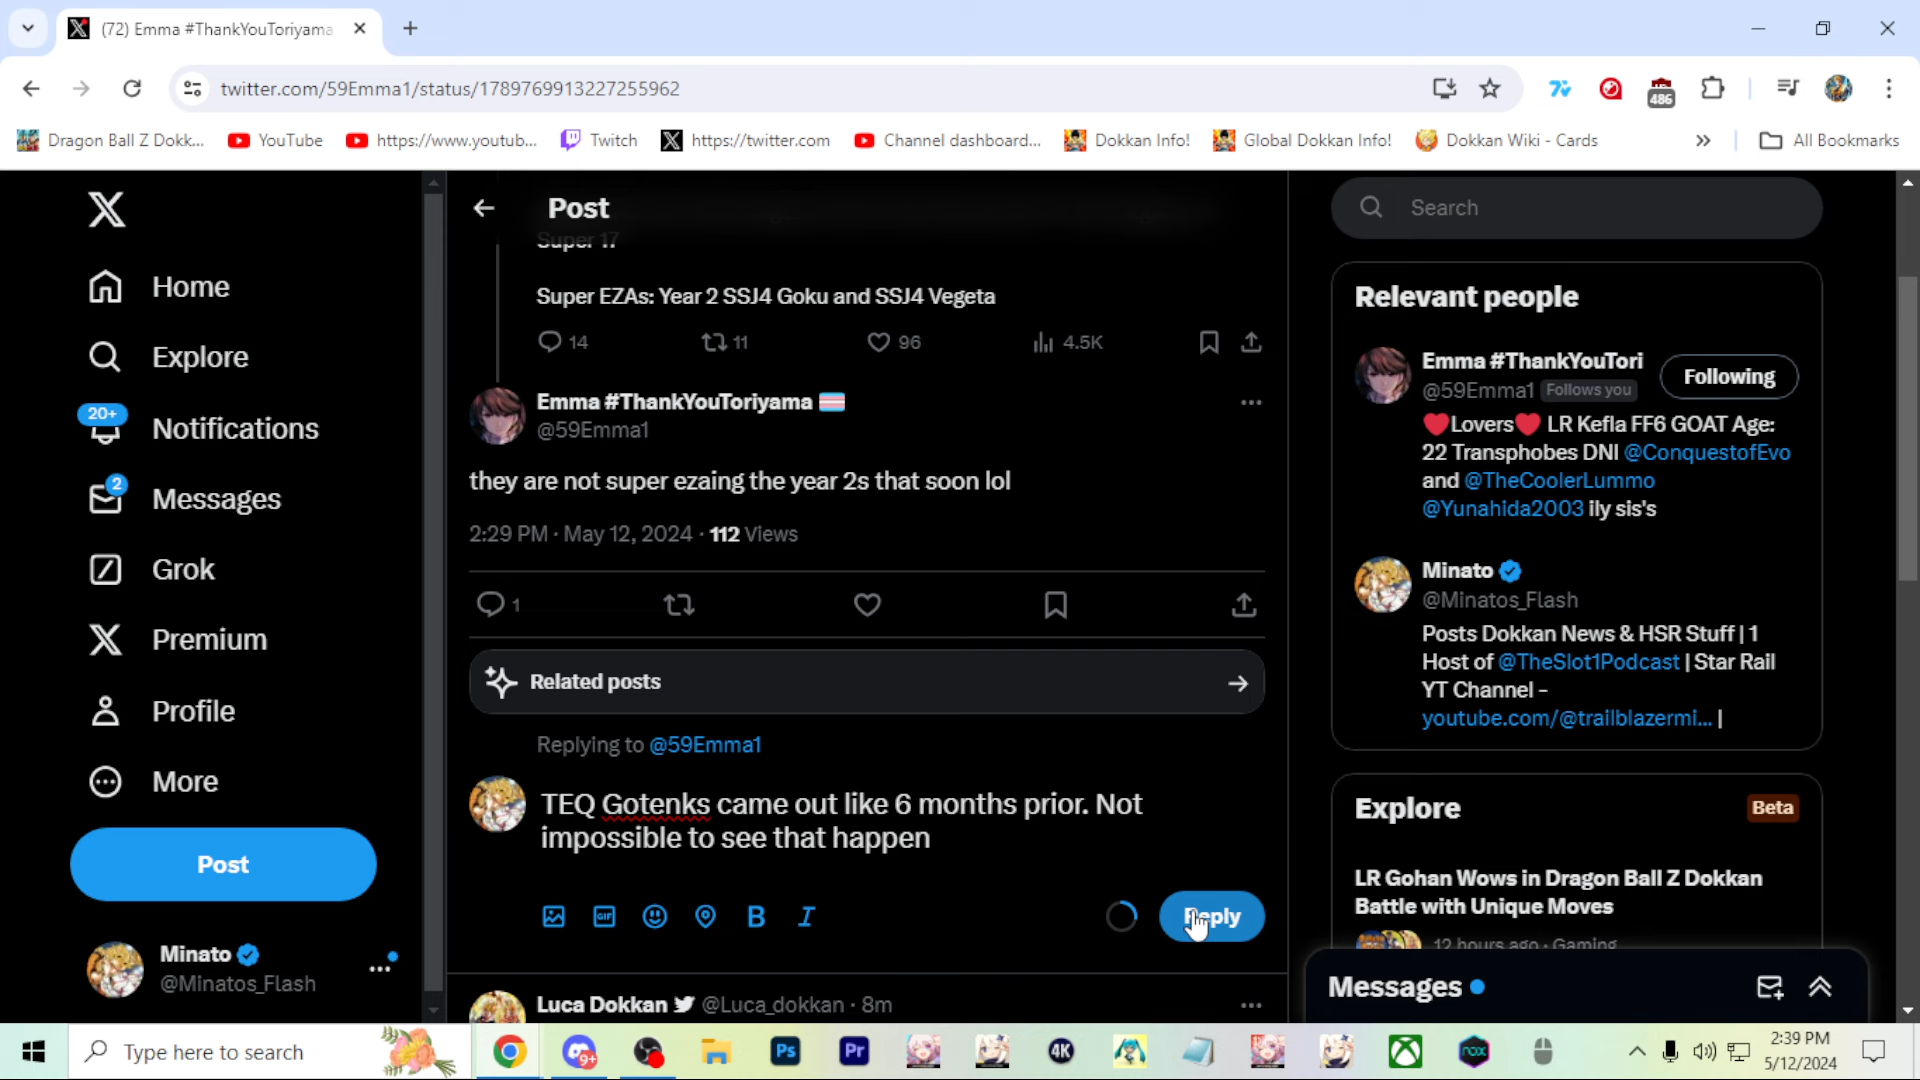 (72) Emma #ThankYouToriyama
twitter.com/59Emma1/status/1789769913227255962
486
Dragon Ball Z Dokk...
YouTube
https://www.youtub...
Twitch
https://twitter.com
Channel dashboard...
Dokkan Info!
Global Dokkan Info!
Dokkan Wiki - Cards
All Bookmarks
Home
Explore
20+
Notifications
2
Messages
Grok
Premium
Profile
More
Post
Minato
@Minatos_Flash
Post
Super 17
Super EZAs: Year 2 SSJ4 Goku and SSJ4 Vegeta
14
11
96
4.5K
Emma #ThankYouToriyama
@59Emma1
they are not super ezaing the year 2s that soon lol
2:29 PM · May 12, 2024 · 112 Views
1
Related posts
Replying to @59Emma1
TEQ Gotenks came out like 6 months prior. Not
impossible to see that happen
GIF
B
I
Reply
Luca Dokkan @Luca_dokkan · 8m
Search
Relevant people
Emma #ThankYouTori
@59Emma1 Follows you
Following
Lovers LR Kefla FF6 GOAT Age:
22 Transphobes DNI @ConquestofEvo
and @TheCoolerLummo
@Yunahida2003 ily sis's
Minato
@Minatos_Flash
Posts Dokkan News & HSR Stuff | 1
Host of @TheSlot1Podcast | Star Rail
YT Channel -
youtube.com/@trailblazermi... |
Explore
Beta
LR Gohan Wows in Dragon Ball Z Dokkan
Battle with Unique Moves
12 hours ago · Gaming
Messages
Type here to search
9+
Ps
Pr
4K
nox
2:39 PM
5/12/2024